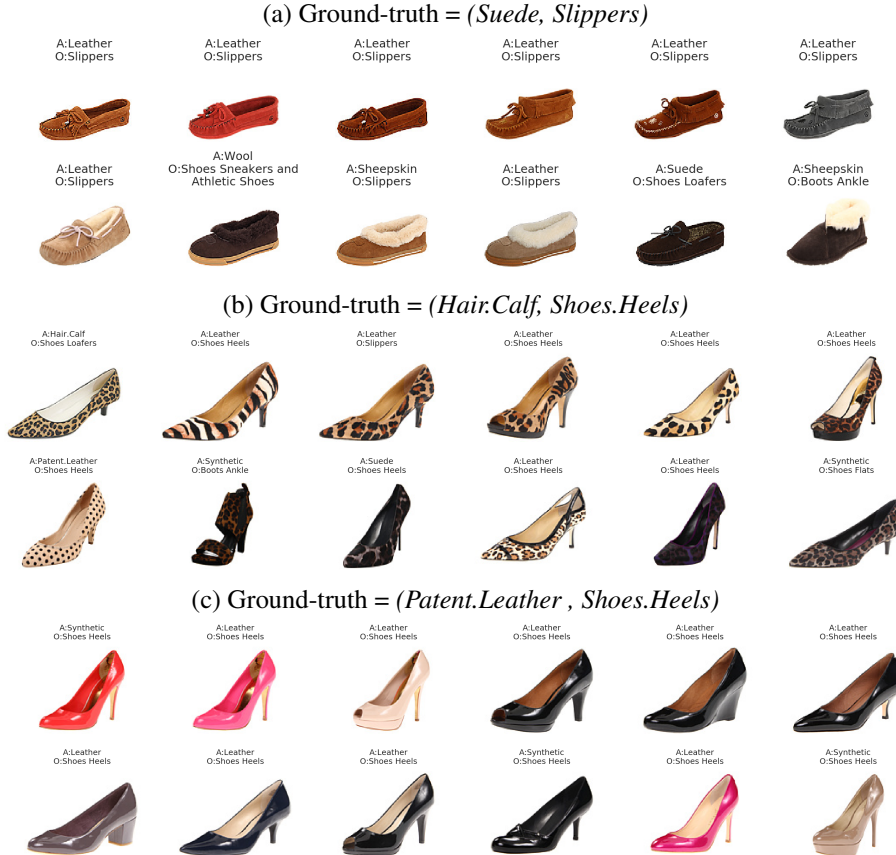 (a) Ground-truth = (Suede, Slippers)
A:Leather
O:Slippers
A:Leather
O:Slippers
A:Leather
O:Slippers
A:Leather
O:Slippers
A:Leather
O:Slippers
A:Leather
O:Slippers
A:Leather
O:Slippers
A:Wool
O:Shoes Sneakers and
Athletic Shoes
A:Sheepskin
O:Slippers
A:Leather
O:Slippers
A:Suede
O:Shoes Loafers
A:Sheepskin
O:Boots Ankle
(b) Ground-truth = (Hair.Calf, Shoes.Heels)
A:Hair.Calf
O:Shoes Loafers
A:Leather
O:Shoes Heels
A:Leather
O:Slippers
A:Leather
O:Shoes Heels
A:Leather
O:Shoes Heels
A:Leather
O:Shoes Heels
A:Patent.Leather
O:Shoes Heels
A:Synthetic
O:Boots Ankle
A:Suede
O:Shoes Heels
A:Leather
O:Shoes Heels
A:Leather
O:Shoes Heels
A:Synthetic
O:Shoes Flats
(c) Ground-truth = (Patent.Leather , Shoes.Heels)
A:Synthetic
O:Shoes Heels
A:Leather
O:Shoes Heels
A:Leather
O:Shoes Heels
A:Synthetic
O:Shoes Heels
A:Leather
O:Shoes Heels
A:Leather
O:Shoes Heels
A:Leather
O:Shoes Heels
A:Leather
O:Shoes Heels
A:Leather
O:Shoes Heels
A:Synthetic
O:Shoes Heels
A:Leather
O:Shoes Heels
A:Synthetic
O:Shoes Heels